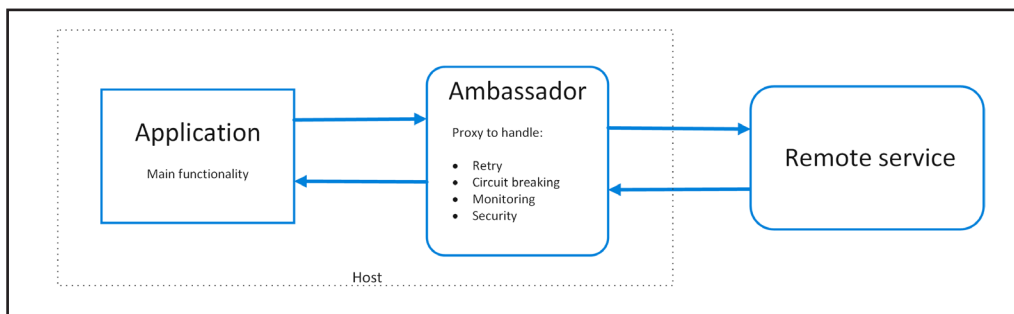 Application
Main functionality
Ambassador
Proxy to handle:
• Retry
• Circuit breaking
• Monitoring
• Security
Remote service
Host